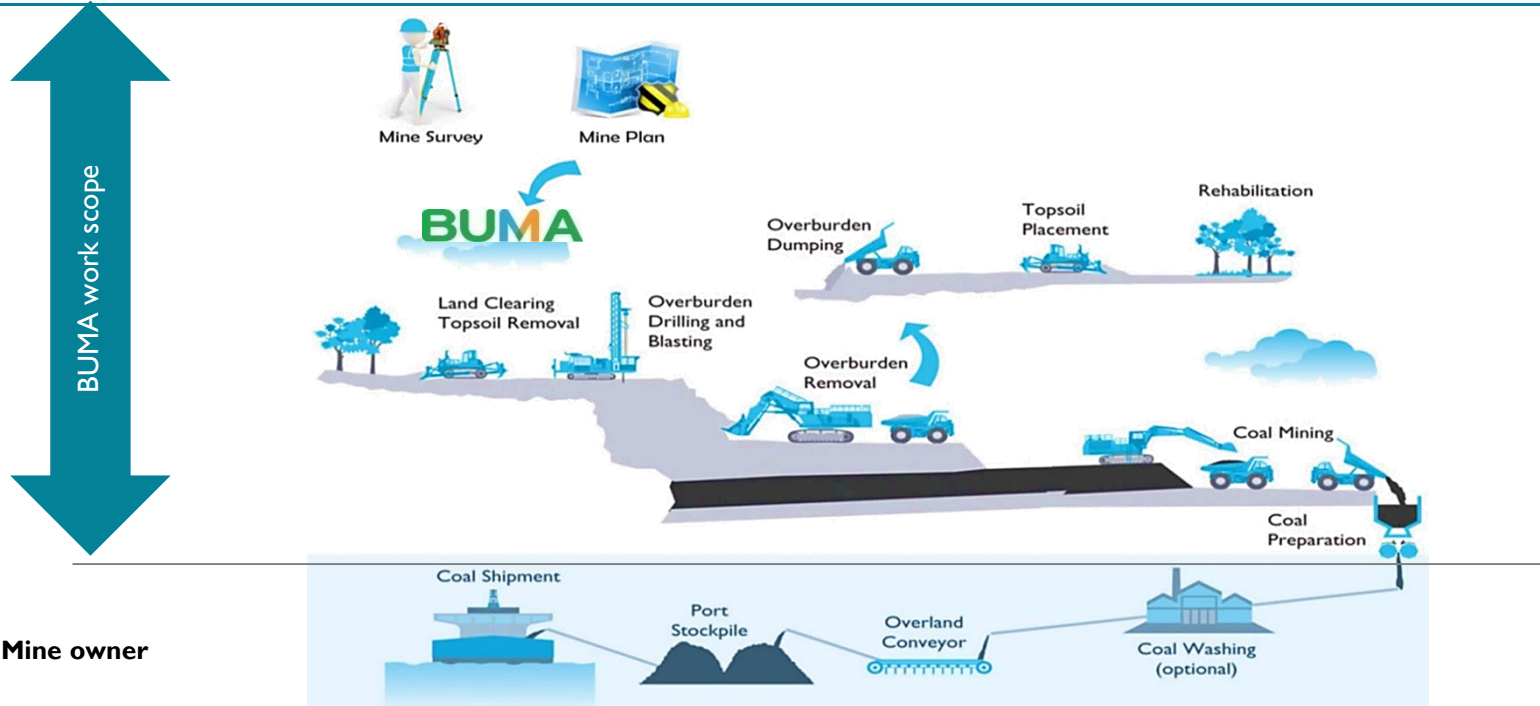 BUMA work scope
Mine Survey
Mine Plan
BUMA
Overburden
Dumping
Topsoil
Placement
Rehabilitation
Land Clearing
Topsoil Removal
Overburden
Drilling and
Blasting
Overburden
Removal
Coal Mining
Coal
Preparation
Mine owner
Coal Shipment
Port
Stockpile
Overland
Conveyor
Coal Washing
(optional)